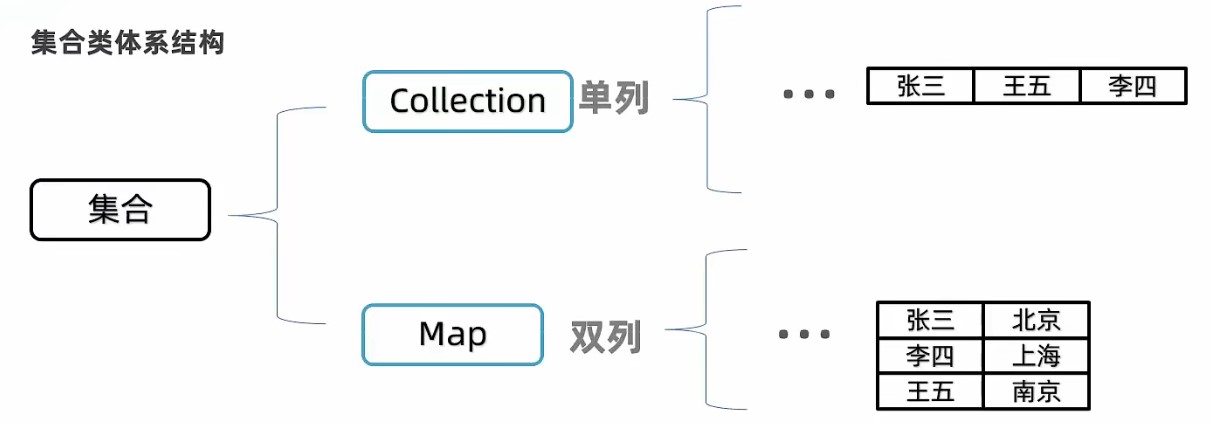 集合类体系结构
集合
Collection 单列
... 张三 王五 李四
Map 双列
... 张三 北京
李四 上海
王五 南京